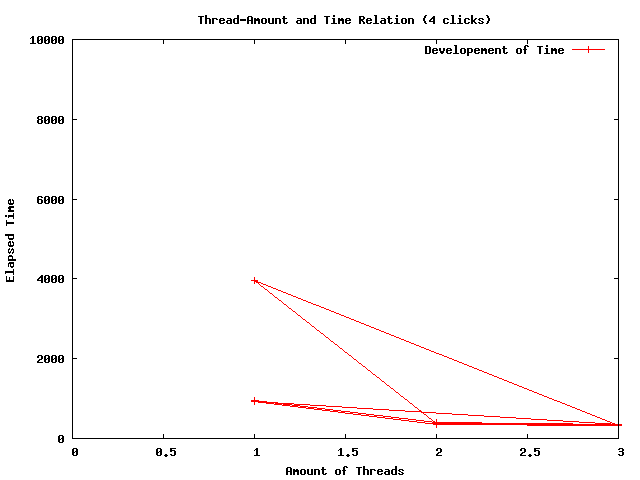 Thread-Amount and Time Relation (4 clicks)
10000
Developement of Time
8000
6000
Elapsed Time
4000
2000
0
0 0.5 1 1.5 2 2.5 3
Amount of Threads